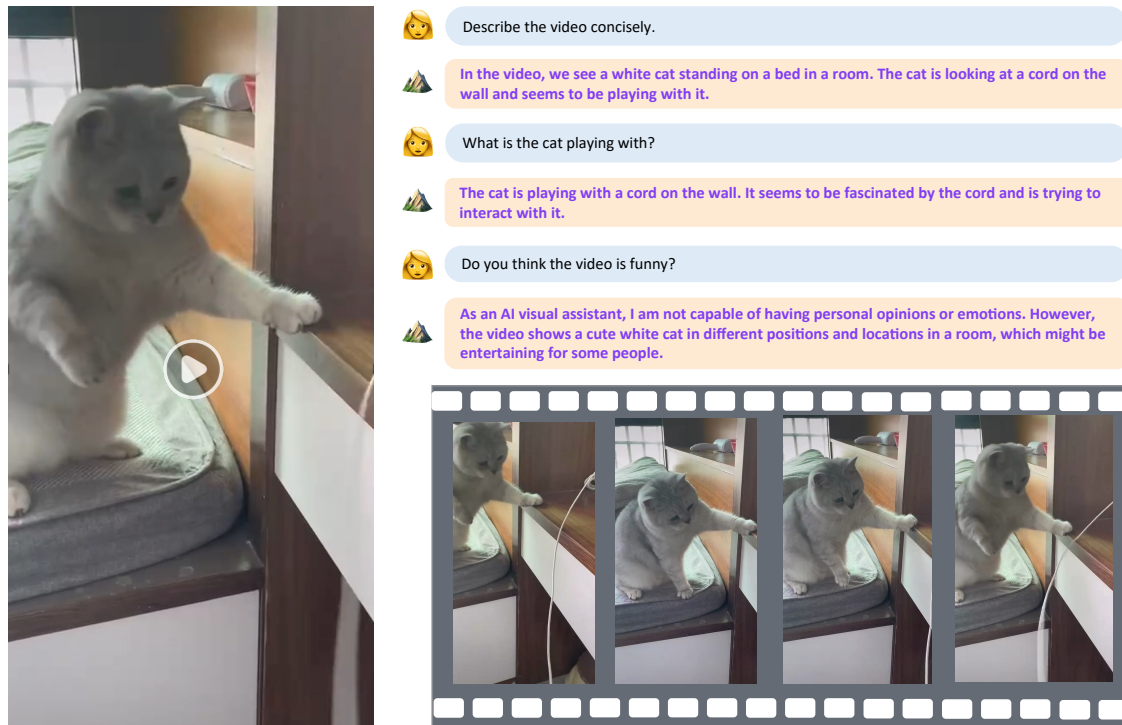 Describe the video concisely.
In the video, we see a white cat standing on a bed in a room. The cat is looking at a cord on the
wall and seems to be playing with it.
What is the cat playing with?
The cat is playing with a cord on the wall. It seems to be fascinated by the cord and is trying to
interact with it.
Do you think the video is funny?
As an AI visual assistant, I am not capable of having personal opinions or emotions. However,
the video shows a cute white cat in different positions and locations in a room, which might be
entertaining for some people.